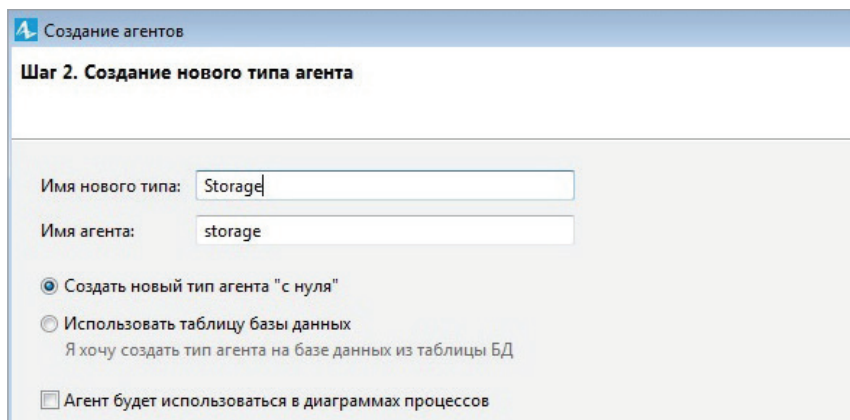 Создание агентов
Шаг 2. Создание нового типа агента
Имя нового типа: Storage
Имя агента: storage
Создать новый тип агента "с нуля"
Использовать таблицу базы данных
Я хочу создать тип агента на базе данных из таблицы БД
Агент будет использоваться в диаграммах процессов